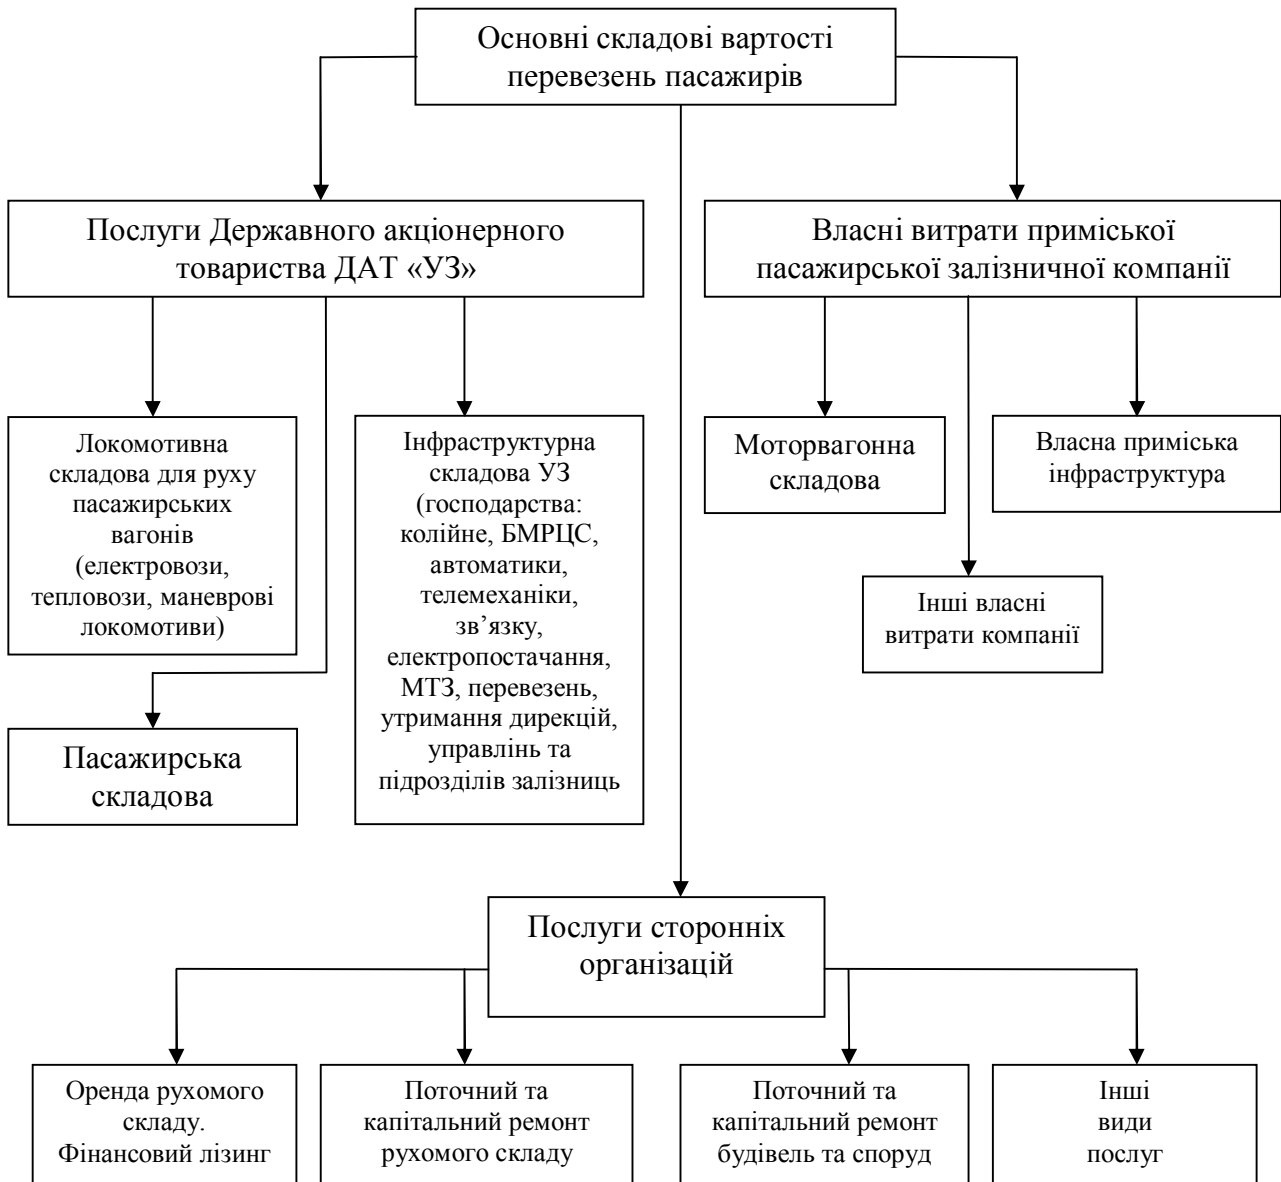 Основні складові вартості
перевезень пасажирів
Послуги Державного акціонерного
товариства ДАТ «УЗ»
Власні витрати приміської
пасажирської залізничної компанії
Локомотивна
складова для руху
пасажирських
вагонів
(електровози,
тепловози, маневрові
локомотиви)
Інфраструктурна
складова УЗ
(господарства:
колійне, БМРЦС,
автоматики,
телемеханіки,
зв’язку,
електропостачання,
МТЗ, перевезень,
утримання дирекцій,
управлінь та
підрозділів залізниць
Моторвагонна
складова
Власна приміська
інфраструктура
Інші власні
витрати компанії
Пасажирська
складова
Послуги сторонніх
організацій
Оренда рухомого
складу.
Фінансовий лізинг
Поточний та
капітальний ремонт
рухомого складу
Поточний та
капітальний ремонт
будівель та споруд
Інші
види
послуг